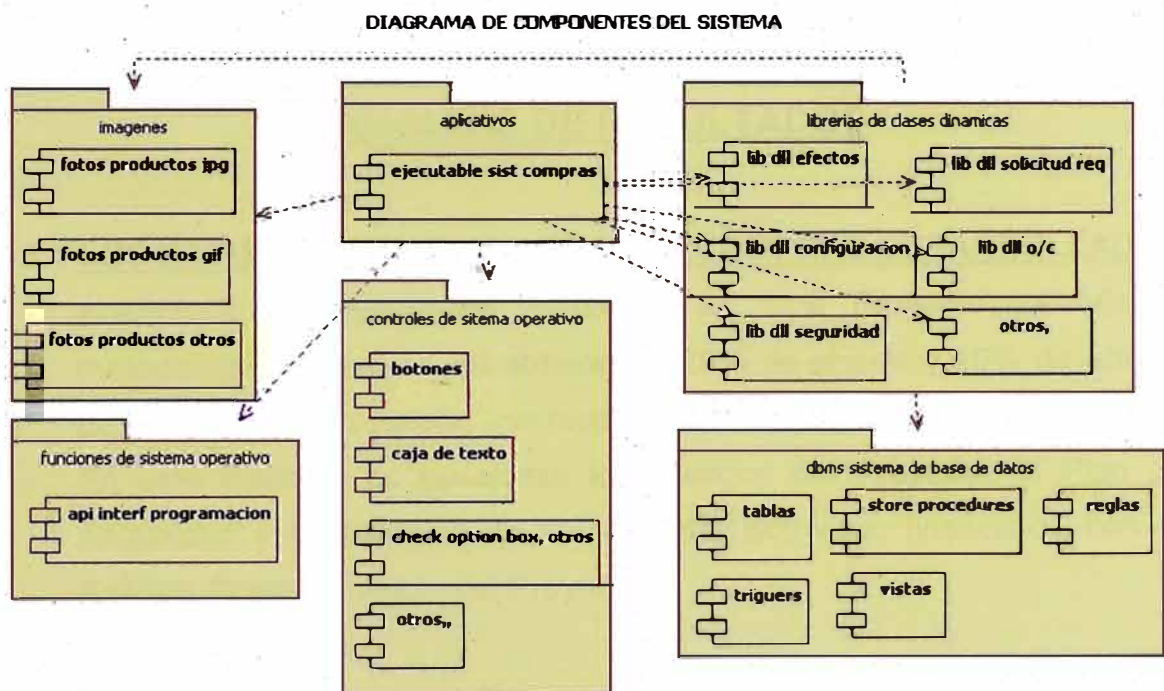 DIAGRAMA DE COMPONENTES DEL SISTEMA
imagenes
fotos productos jpg
fotos productos gif
fotos productos otros
aplicativos
ejecutable sist compras
librerias de clases dinamicas
lib dll efectos
lib dll solicitud req
lib dll configuracion
lib dll o/c
lib dll seguridad
otros,
funciones de sistema operativo
api interf programacion
controles de sitema operativo
botones
caja de texto
check option box, otros
otros,,
dbms sistema de base de datos
tablas
store procedures
reglas
triguers
vistas